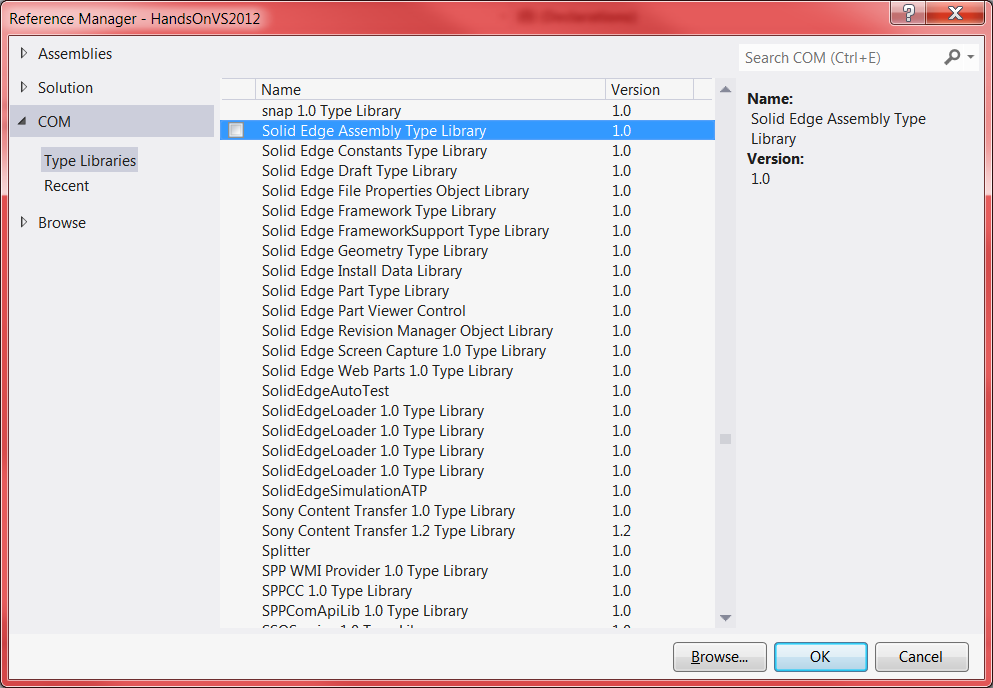 Reference Manager - HandsOnVS2012
Assemblies
Solution
COM
Type Libraries
Recent
Browse
Search COM (Ctrl+E)
Name Version
snap 1.0 Type Library 1.0
Solid Edge Assembly Type Library 1.0
Solid Edge Constants Type Library 1.0
Solid Edge Draft Type Library 1.0
Solid Edge File Properties Object Library 1.0
Solid Edge Framework Type Library 1.0
Solid Edge FrameworkSupport Type Library 1.0
Solid Edge Geometry Type Library 1.0
Solid Edge Install Data Library 1.0
Solid Edge Part Type Library 1.0
Solid Edge Part Viewer Control 1.0
Solid Edge Revision Manager Object Library 1.0
Solid Edge Screen Capture 1.0 Type Library 1.0
Solid Edge Web Parts 1.0 Type Library 1.0
SolidEdgeAutoTest 1.0
SolidEdgeLoader 1.0 Type Library 1.0
SolidEdgeLoader 1.0 Type Library 1.0
SolidEdgeLoader 1.0 Type Library 1.0
SolidEdgeLoader 1.0 Type Library 1.0
SolidEdgeSimulationATP 1.0
Sony Content Transfer 1.0 Type Library 1.0
Sony Content Transfer 1.2 Type Library 1.2
Splitter 1.0
SPP WMI Provider 1.0 Type Library 1.0
SPPCC 1.0 Type Library 1.0
SPPComApiLib 1.0 Type Library 1.0
Name:
Solid Edge Assembly Type
Library
Version:
1.0
Browse...
OK
Cancel